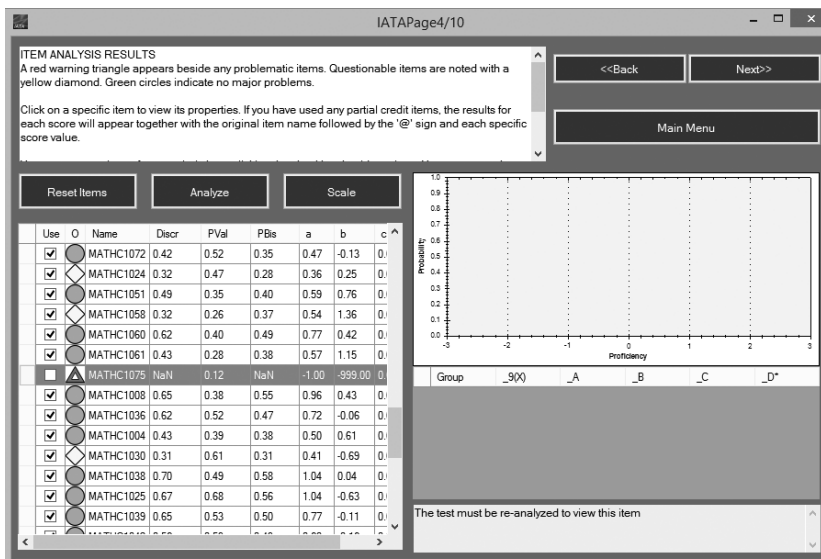 IATAPage4/10
ITEM ANALYSIS RESULTS
A red warning triangle appears beside any problematic items. Questionable items are noted with a
yellow diamond. Green circles indicate no major problems.
Click on a specific item to view its properties. If you have used any partial credit items, the results for
each score will appear together with the original item name followed by the '@' sign and each specific
score value.
<<Back Next>>
Main Menu
Reset Items Analyze Scale
Use O Name Discr PVal PBis a b c
MATHC1072 0.42 0.52 0.35 0.47 -0.13 0.
MATHC1024 0.32 0.47 0.28 0.36 0.25 0.
MATHC1051 0.49 0.35 0.40 0.59 0.76 0.
MATHC1058 0.32 0.26 0.37 0.54 1.36 0.
MATHC1060 0.62 0.40 0.49 0.77 0.42 0.
MATHC1061 0.43 0.28 0.38 0.57 1.15 0.
MATHC1075 NaN 0.12 NaN -1.00 -999.00 0.
MATHC1008 0.65 0.38 0.55 0.96 0.43 0.
MATHC1036 0.62 0.52 0.47 0.72 -0.06 0.
MATHC1004 0.43 0.39 0.38 0.50 0.61 0.
MATHC1030 0.31 0.61 0.31 0.41 -0.69 0.
MATHC1038 0.70 0.49 0.58 1.04 0.04 0.
MATHC1025 0.67 0.68 0.56 1.04 -0.63 0.
MATHC1039 0.65 0.53 0.50 0.77 -0.11 0.
Probability
1.0
0.9
0.8
0.7
0.6
0.5
0.4
0.3
0.2
0.1
0.0
-3 -2 -1 0 1 2 3
Proficiency
Group _9(X) _A _B _C _D*
The test must be re-analyzed to view this item